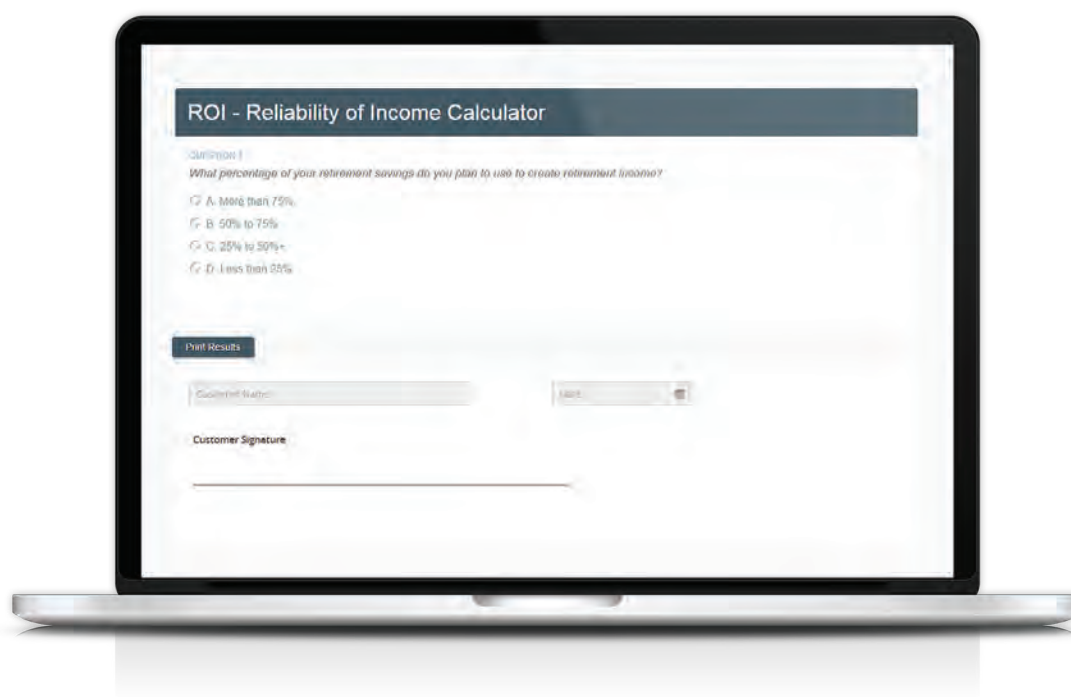 ROI - Reliability of Income Calculator
Question 1
What percentage of your retirement savings do you plan to use to create retirement income?
A. More than 75%
B. 50% to 75%
C. 25% to 50%
D. Less than 25%
Print Results
Customer Name
Date
Customer Signature